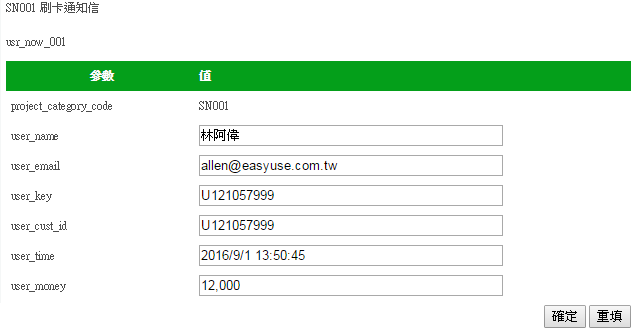 SN001 刷卡通知信
usr_now_001
參數 值
project_category_code SN001
user_name 林阿偉
user_email allen@easyuse.com.tw
user_key U121057999
user_cust_id U121057999
user_time 2016/9/1 13:50:45
user_money 12,000
確定 重填